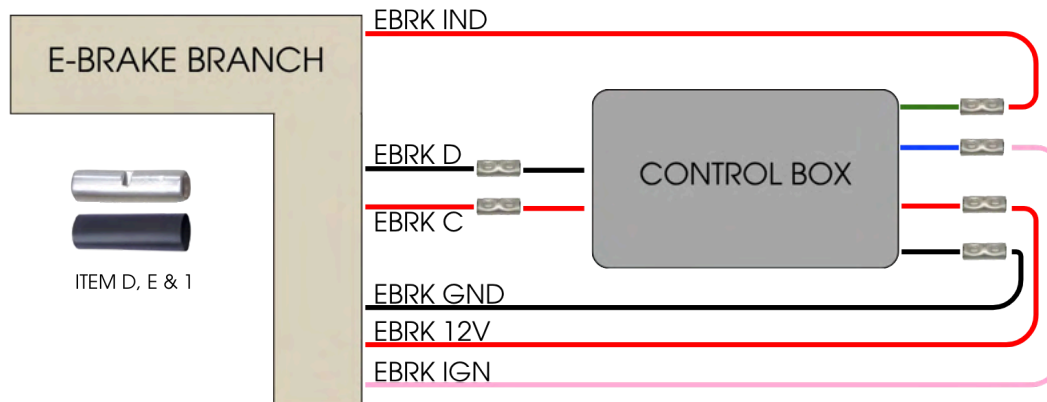 EBRK IND
E-BRAKE BRANCH
EBRK D
CONTROL BOX
EBRK C
ITEM D, E & 1
EBRK GND
EBRK 12V
EBRK IGN